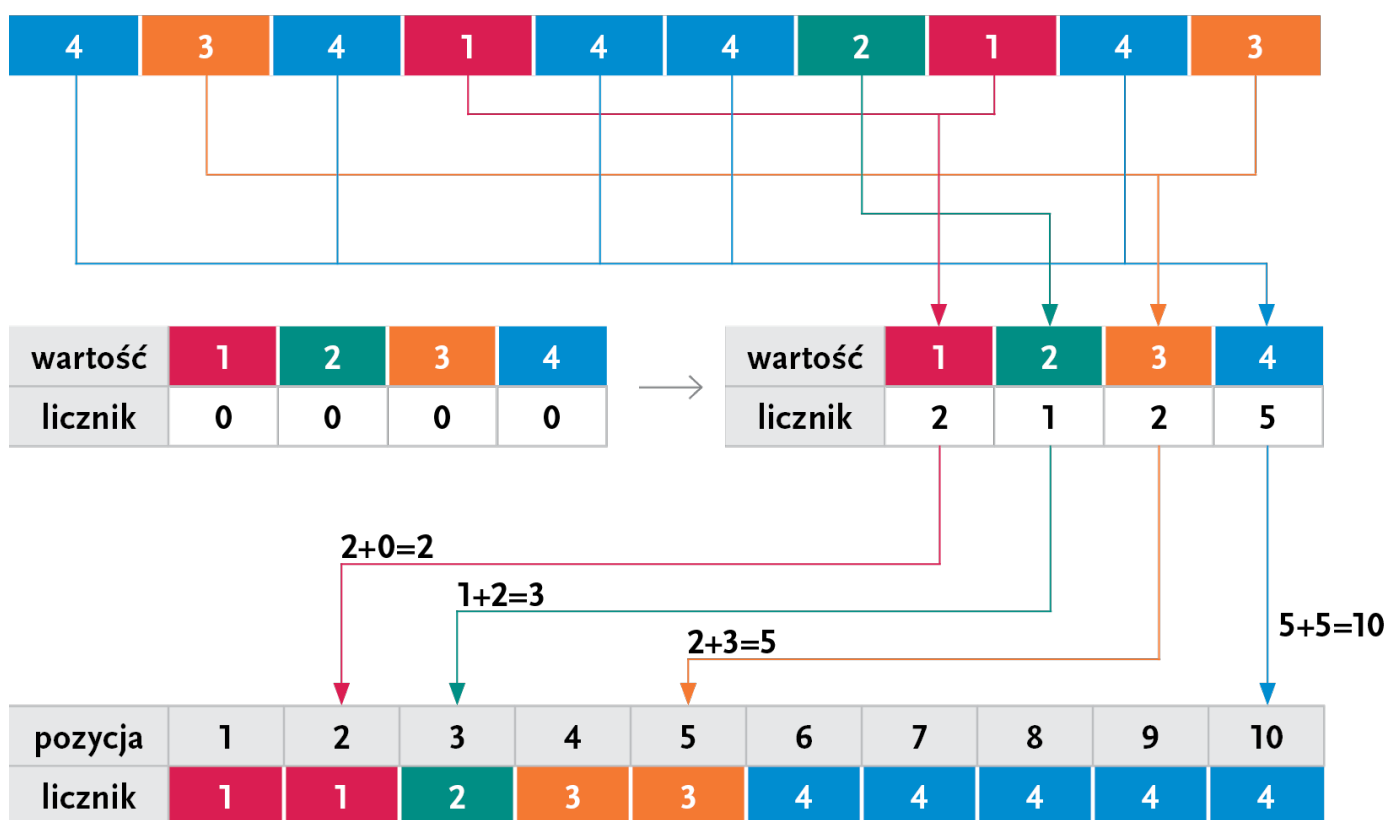 4 3 4 1 4 4 2 1 4 3
wartość 1 2 3 4
licznik 0 0 0 0
wartość 1 2 3 4
licznik 2 1 2 5
2+0=2
1+2=3
2+3=5
5+5=10
pozycja 1 2 3 4 5 6 7 8 9 10
licznik 1 1 2 3 3 4 4 4 4 4